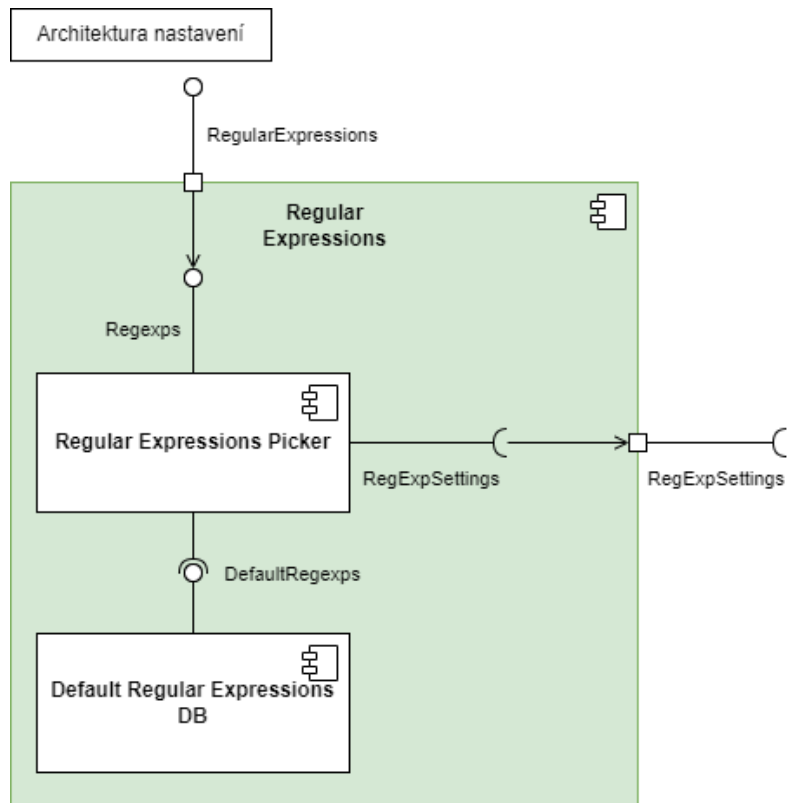 Architektura nastavení
RegularExpressions
Regular
Expressions
Regexps
Regular Expressions Picker
RegExpSettings
RegExpSettings
DefaultRegexps
Default Regular Expressions
DB